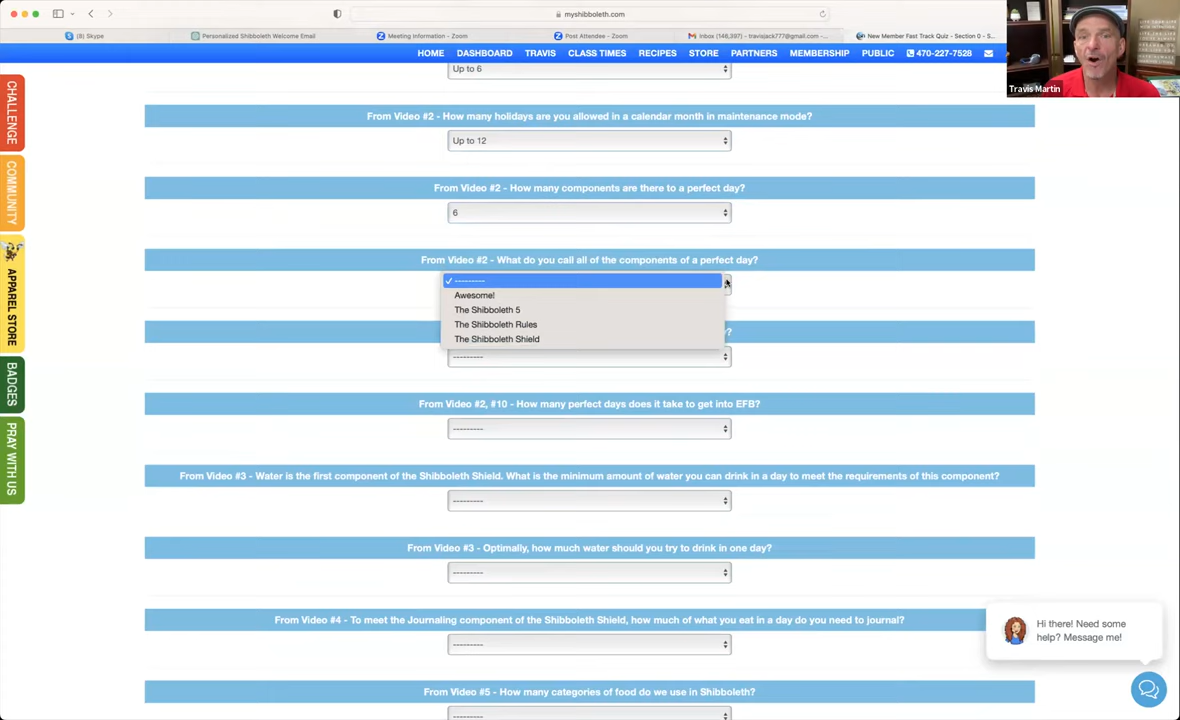 myshibboleth.com
(8) Skype
Personalized Shibboleth Welcome Email
Meeting Information - Zoom
Post Attendee - Zoom
Inbox (146,397) - travisjack777@gmail.com -...
New Member Fast Track Quiz - Section 0 - S...
HOME
DASHBOARD
TRAVIS
CLASS TIMES
RECIPES
STORE
PARTNERS
MEMBERSHIP
PUBLIC
470-227-7528
Travis Martin
CHALLENGE
COMMUNITY
APPAREL STORE
BADGES
PRAY WITH US
Up to 6
From Video #2 - How many holidays are you allowed in a calendar month in maintenance mode?
Up to 12
From Video #2 - How many components are there to a perfect day?
6
From Video #2 - What do you call all of the components of a perfect day?
---------
Awesome!
The Shibboleth 5
The Shibboleth Rules
The Shibboleth Shield
?
---------
From Video #2, #10 - How many perfect days does it take to get into EFB?
---------
From Video #3 - Water is the first component of the Shibboleth Shield. What is the minimum amount of water you can drink in a day to meet the requirements of this component?
---------
From Video #3 - Optimally, how much water should you try to drink in one day?
---------
From Video #4 - To meet the Journaling component of the Shibboleth Shield, how much of what you eat in a day do you need to journal?
---------
From Video #5 - How many categories of food do we use in Shibboleth?
---------
Hi there! Need some
help? Message me!